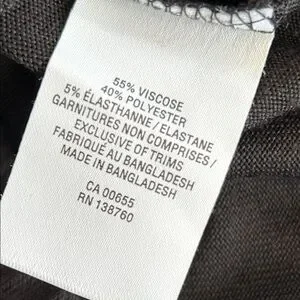 55% VISCOSE
40% POLYESTER
5% ÉLASTHANNE / ELASTANE
GARNITURES NON COMPRISES /
EXCLUSIVE OF TRIMS
FABRIQUÉ AU BANGLADESH
MADE IN BANGLADESH
CA 00655
RN 138760